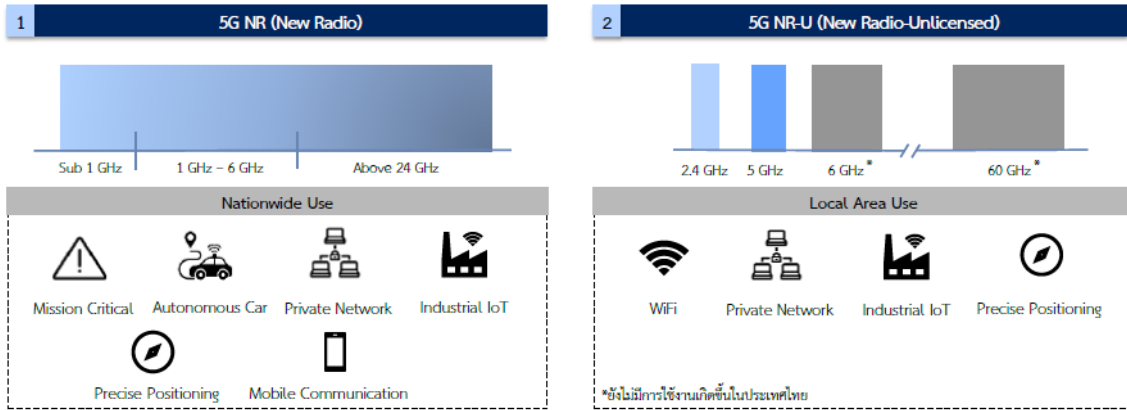 1 5G NR (New Radio)
Sub 1 GHz 1 GHz – 6 GHz Above 24 GHz
Nationwide Use
Mission Critical Autonomous Car Private Network Industrial IoT
Precise Positioning Mobile Communication
2 5G NR-U (New Radio-Unlicensed)
2.4 GHz 5 GHz 6 GHz* 60 GHz*
Local Area Use
WiFi Private Network Industrial IoT Precise Positioning
*ยังไม่มีการใช้งานเกิดขึ้นในประเทศไทย